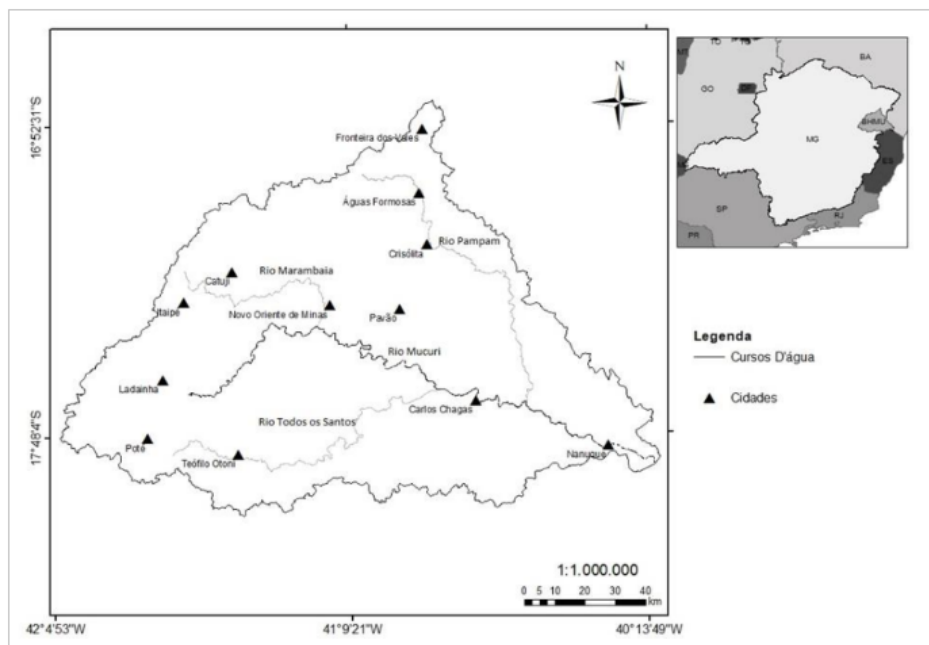 N
16°52'31"S
17°48'4"S
42°4'53"W
41°9'21"W
40°13'49"W
Fronteira dos Vales
Águas Formosas
Rio Pampam
Crisólita
Catuji
Rio Marambaia
Itaipé
Novo Oriente de Minas
Pavão
Rio Mucuri
Ladainha
Carlos Chagas
Rio Todos os Santos
Poté
Teófilo Otoni
Nanuque
1:1.000.000
0 5 10 20 30 40
km
TO
BA
GO
DF
BHMU
MG
ES
SP
RJ
PR
Legenda
Cursos D'água
Cidades